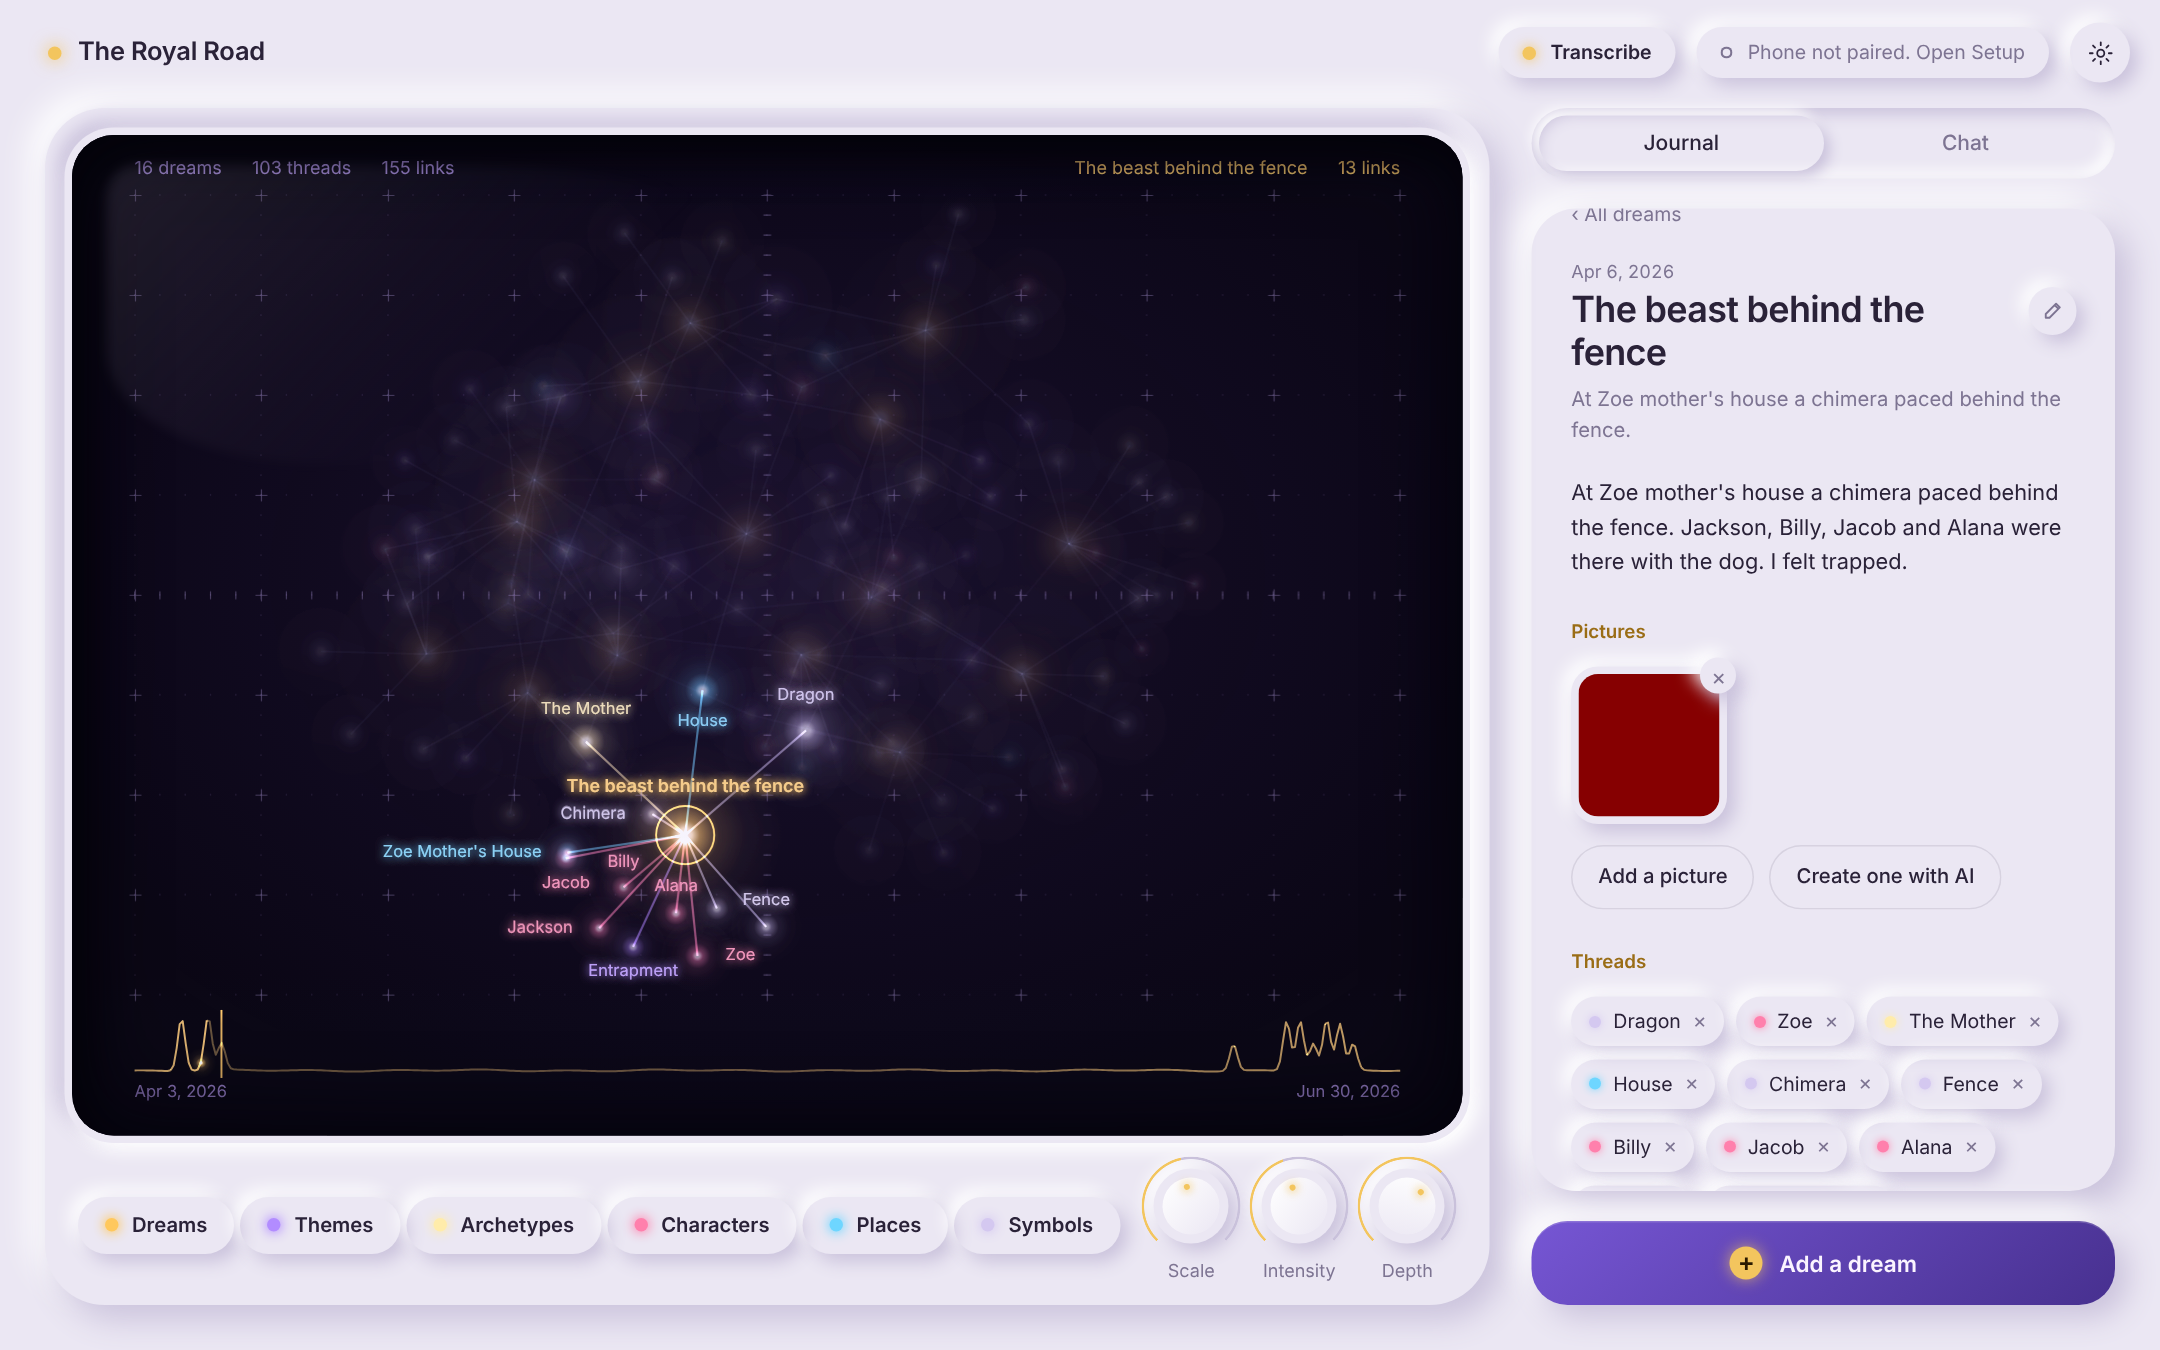 The Royal Road
Transcribe
Phone not paired. Open Setup
16 dreams 103 threads 155 links
The beast behind the fence 13 links
The Mother
House
Dragon
The beast behind the fence
Chimera
Zoe Mother's House
Billy
Jacob
Alana
Fence
Jackson
Zoe
Entrapment
Apr 3, 2026
Jun 30, 2026
Dreams
Themes
Archetypes
Characters
Places
Symbols
Scale
Intensity
Depth
Journal
Chat
‹ All dreams
Apr 6, 2026
The beast behind the
fence
At Zoe mother's house a chimera paced behind the
fence.
At Zoe mother's house a chimera paced behind
the fence. Jackson, Billy, Jacob and Alana were
there with the dog. I felt trapped.
Pictures
Add a picture
Create one with AI
Threads
Dragon × Zoe × The Mother ×
House × Chimera × Fence ×
Billy × Jacob × Alana ×
+ Add a dream